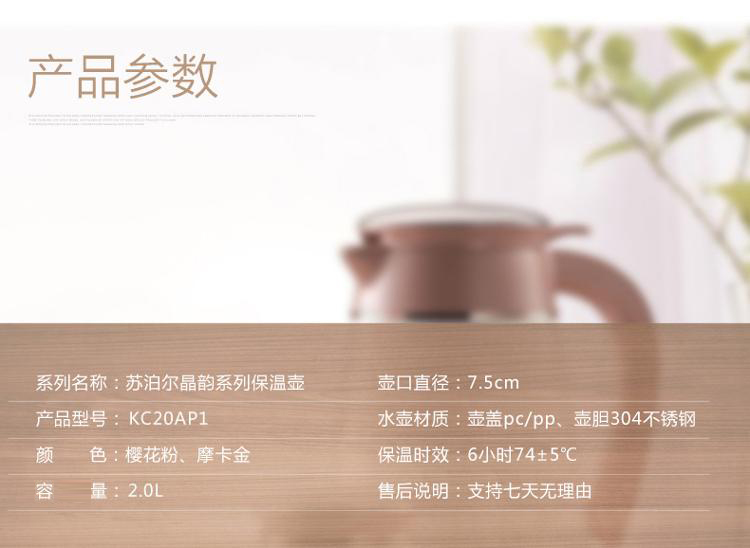 产品参数
系列名称：苏泊尔晶韵系列保温壶
产品型号：KC20AP1
颜　　色：樱花粉、摩卡金
容　　量：2.0L
壶口直径：7.5cm
水壶材质：壶盖pc/pp、壶胆304不锈钢
保温时效：6小时74±5℃
售后说明：支持七天无理由